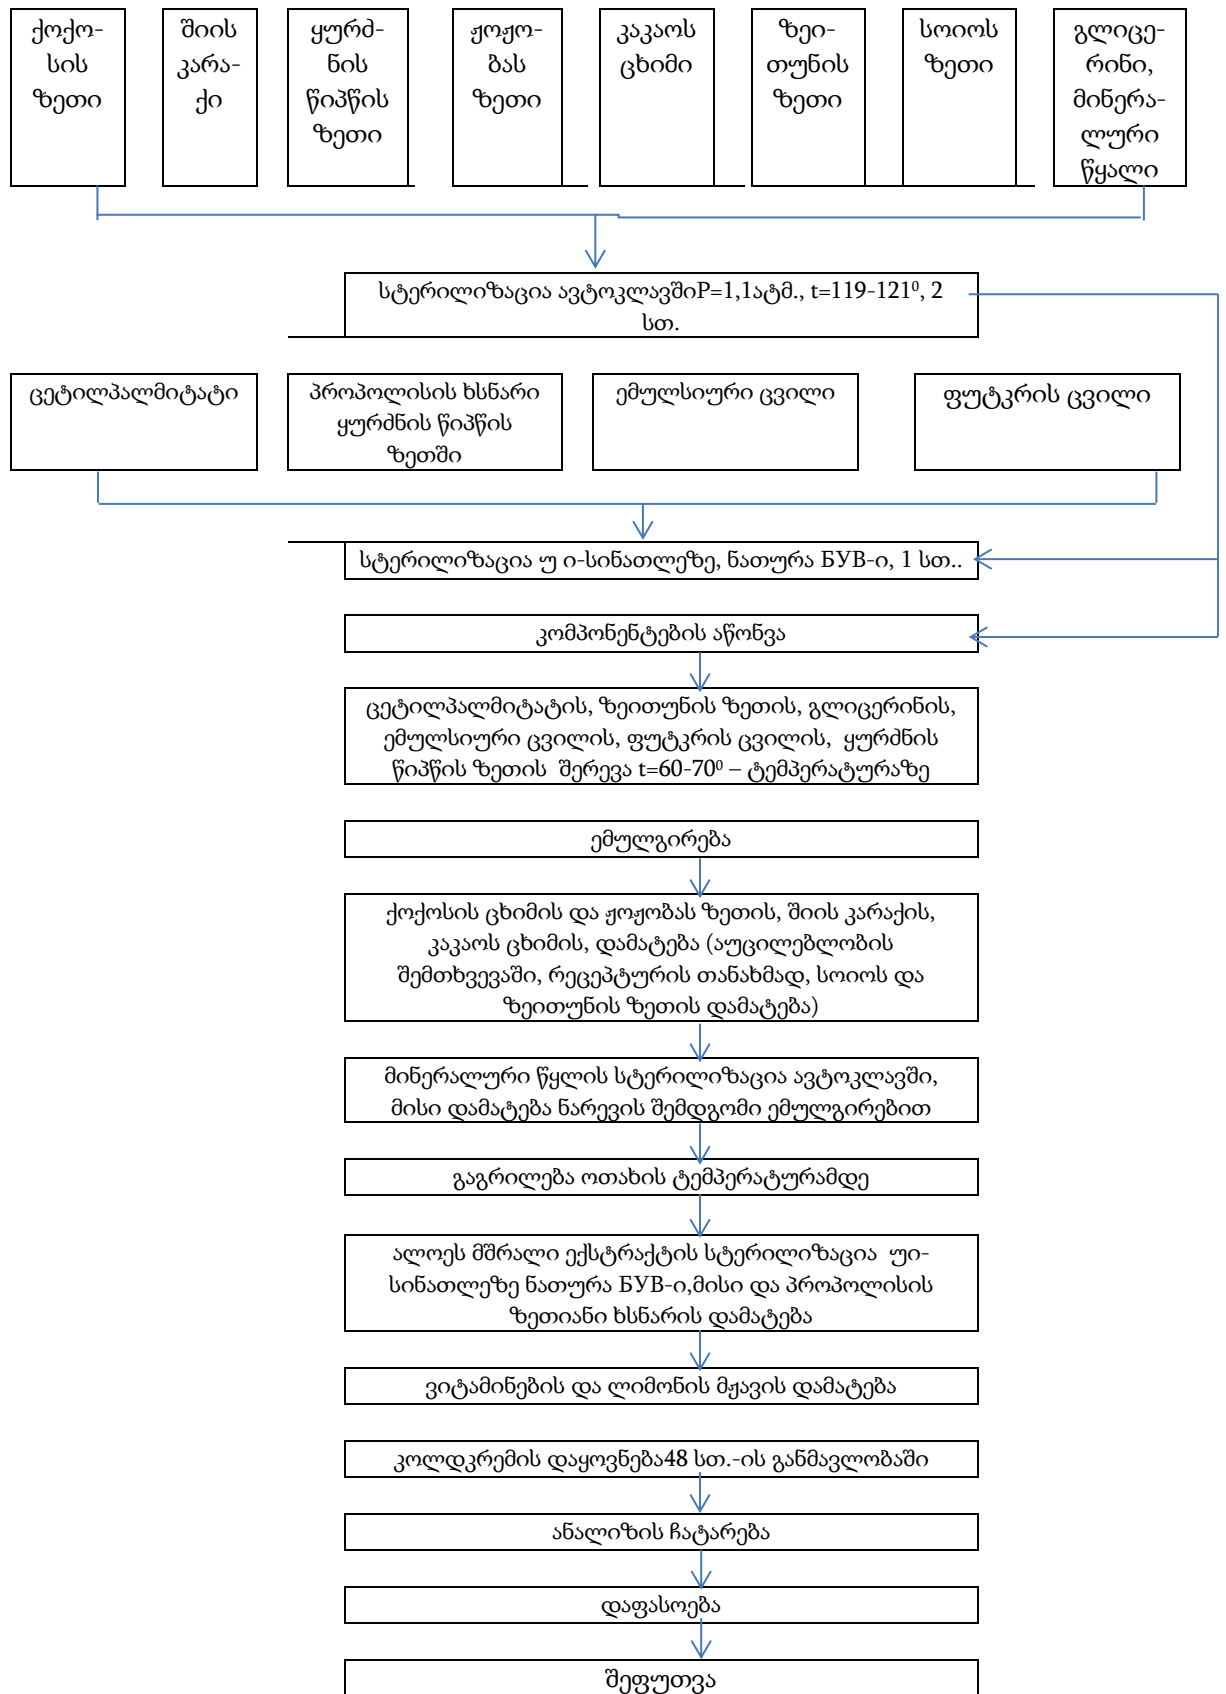 ქოქო-
სის
ზეთი
შიის
კარა-
ქი
ყურძ-
ნის
წიპწის
ზეთი
ჟოჟო-
ბას
ზეთი
კაკაოს
ცხიმი
ზეი-
თუნის
ზეთი
სოიოს
ზეთი
გლიცე-
რინი,
მინერა-
ლური
წყალი
სტერილიზაცია ავტოკლავშიP=1,1ატმ., t=119-121⁰, 2
სთ.
ცეტილპალმიტატი
პროპოლისის ხსნარი
ყურძნის წიპწის
ზეთში
ემულსიური ცვილი
ფუტკრის ცვილი
სტერილიზაცია უ ი-სინათლეზე, ნათურა БУВ-ი, 1 სთ..
კომპონენტების აწონვა
ცეტილპალმიტატის, ზეითუნის ზეთის, გლიცერინის,
ემულსიური ცვილის, ფუტკრის ცვილის, ყურძნის
წიპწის ზეთის შერევა t=60-70⁰ – ტემპერატურაზე
ემულგირება
ქოქოსის ცხიმის და ჟოჟობას ზეთის, შიის კარაქის,
კაკაოს ცხიმის, დამატება (აუცილებლობის
შემთხვევაში, რეცეპტურის თანახმად, სოიოს და
ზეითუნის ზეთის დამატება)
მინერალური წყლის სტერილიზაცია ავტოკლავში,
მისი დამატება ნარევის შემდგომი ემულგირებით
გაგრილება ოთახის ტემპერატურამდე
ალოეს მშრალი ექსტრაქტის სტერილიზაცია უი-
სინათლეზე ნათურა БУВ-ი,მისი და პროპოლისის
ზეთიანი ხსნარის დამატება
ვიტამინების და ლიმონის მჟავის დამატება
კოლდკრემის დაყოვნება48 სთ.-ის განმავლობაში
ანალიზის ჩატარება
დაფასოება
შეფუთვა